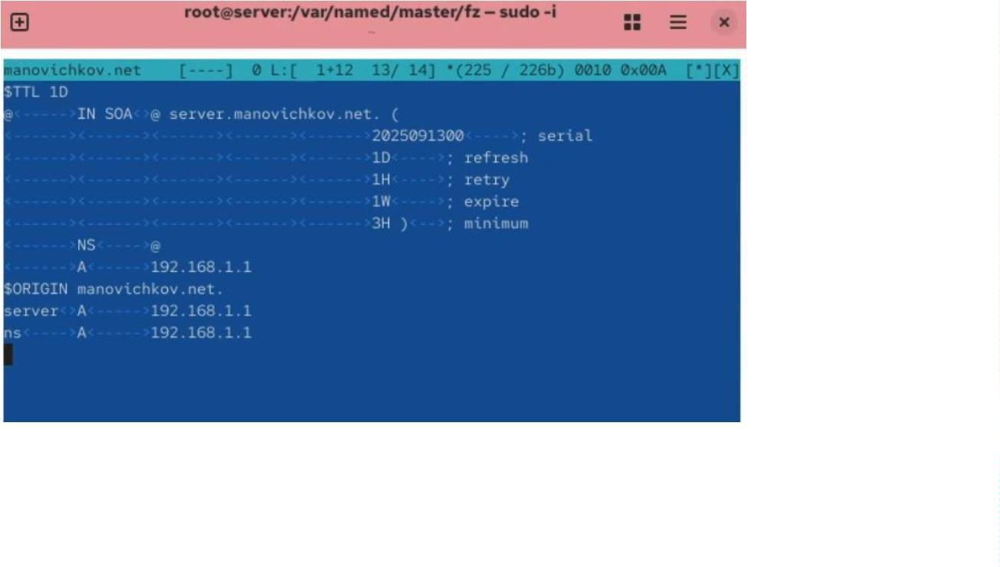 root@server:/var/named/master/fz — sudo -i
~
manovichkov.net [----] 0 L:[ 1+12 13/ 14] *(225 / 226b) 0010 0x00A [*][X]
$TTL 1D
@<----->IN SOA<>@ server.manovichkov.net. (
<------><------><------><------><------>2025091300<---->; serial
<------><------><------><------><------>1D<---->; refresh
<------><------><------><------><------>1H<---->; retry
<------><------><------><------><------>1W<---->; expire
<------><------><------><------><------>3H )<-->; minimum
<------>NS<---->@
<------>A<----->192.168.1.1
$ORIGIN manovichkov.net.
server<>A<----->192.168.1.1
ns<---->A<----->192.168.1.1